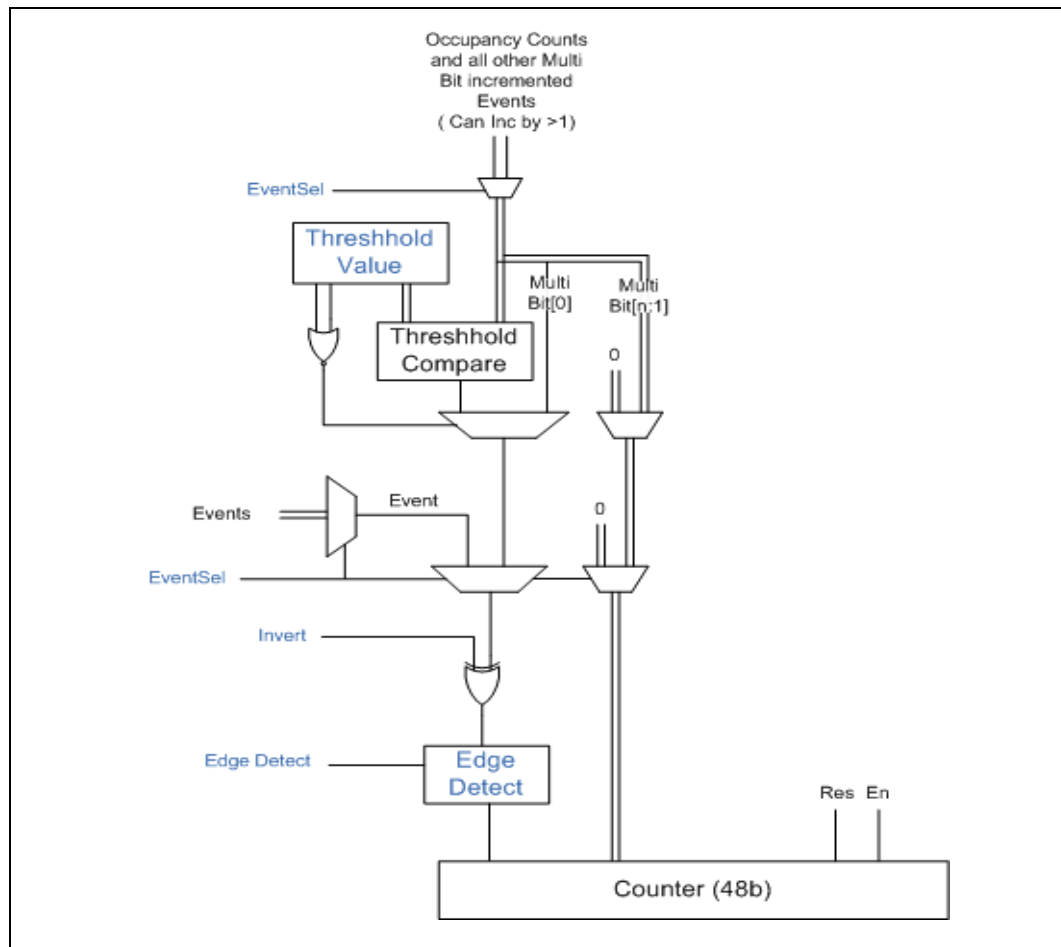 Occupancy Counts
and all other Multi
Bit incremented
Events
( Can Inc by >1)
EventSel
Threshhold
Value
Multi
Bit[0]
Multi
Bit[n:1]
Threshhold
Compare
0
Events
Event
0
EventSel
Invert
Edge Detect
Edge
Detect
Res
En
Counter (48b)